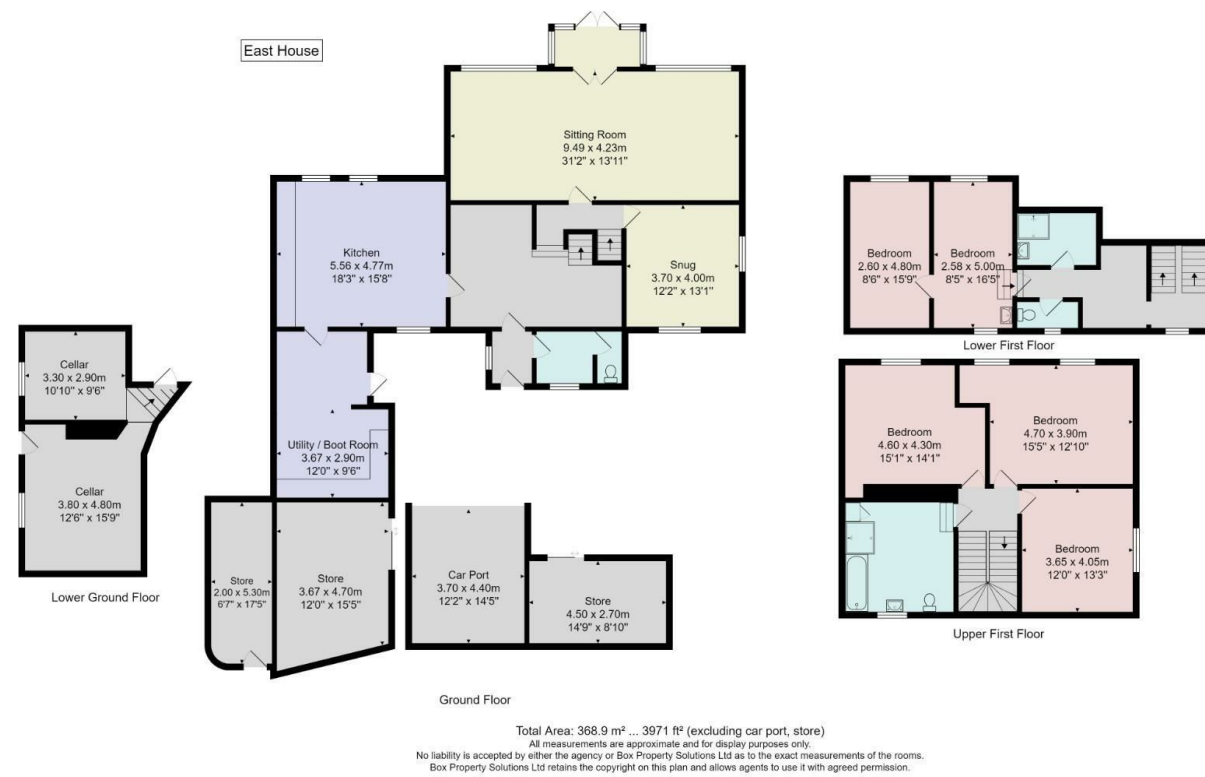 East House
Sitting Room
9.49 x 4.23m
31'2" x 13'11"
Kitchen
5.56 x 4.77m
18'3" x 15'8"
Snug
3.70 x 4.00m
12'2" x 13'1"
Bedroom
2.60 x 4.80m
8'6" x 15'9"
Bedroom
2.58 x 5.00m
8'5" x 16'5"
Lower First Floor
Cellar
3.30 x 2.90m
10'10" x 9'6"
Cellar
3.80 x 4.80m
12'6" x 15'9"
Lower Ground Floor
Utility / Boot Room
3.67 x 2.90m
12'0" x 9'6"
Bedroom
4.60 x 4.30m
15'1" x 14'1"
Bedroom
4.70 x 3.90m
15'5" x 12'10"
Bedroom
3.65 x 4.05m
12'0" x 13'3"
Upper First Floor
Store
2.00 x 5.30m
6'7" x 17'5"
Store
3.67 x 4.70m
12'0" x 15'5"
Car Port
3.70 x 4.40m
12'2" x 14'5"
Store
4.50 x 2.70m
14'9" x 8'10"
Ground Floor
Total Area: 368.9 m² ... 3971 ft² (excluding car port, store)
All measurements are approximate and for display purposes only.
No liability is accepted by either the agency or Box Property Solutions Ltd as to the exact measurements of the rooms.
Box Property Solutions Ltd retains the copyright on this plan and allows agents to use it with agreed permission.